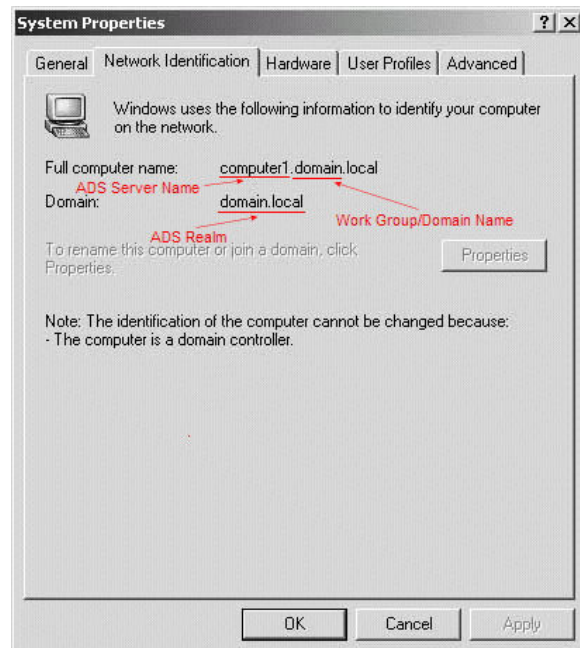 System Properties
? X
General Network Identification Hardware User Profiles Advanced
Windows uses the following information to identify your computer
on the network.
Full computer name: computer1.domain.local
ADS Server Name
Domain: domain.local
Work Group/Domain Name
ADS Realm
To rename this computer or join a domain, click
Properties.
Properties
Note: The identification of the computer cannot be changed because:
- The computer is a domain controller.
OK Cancel Apply